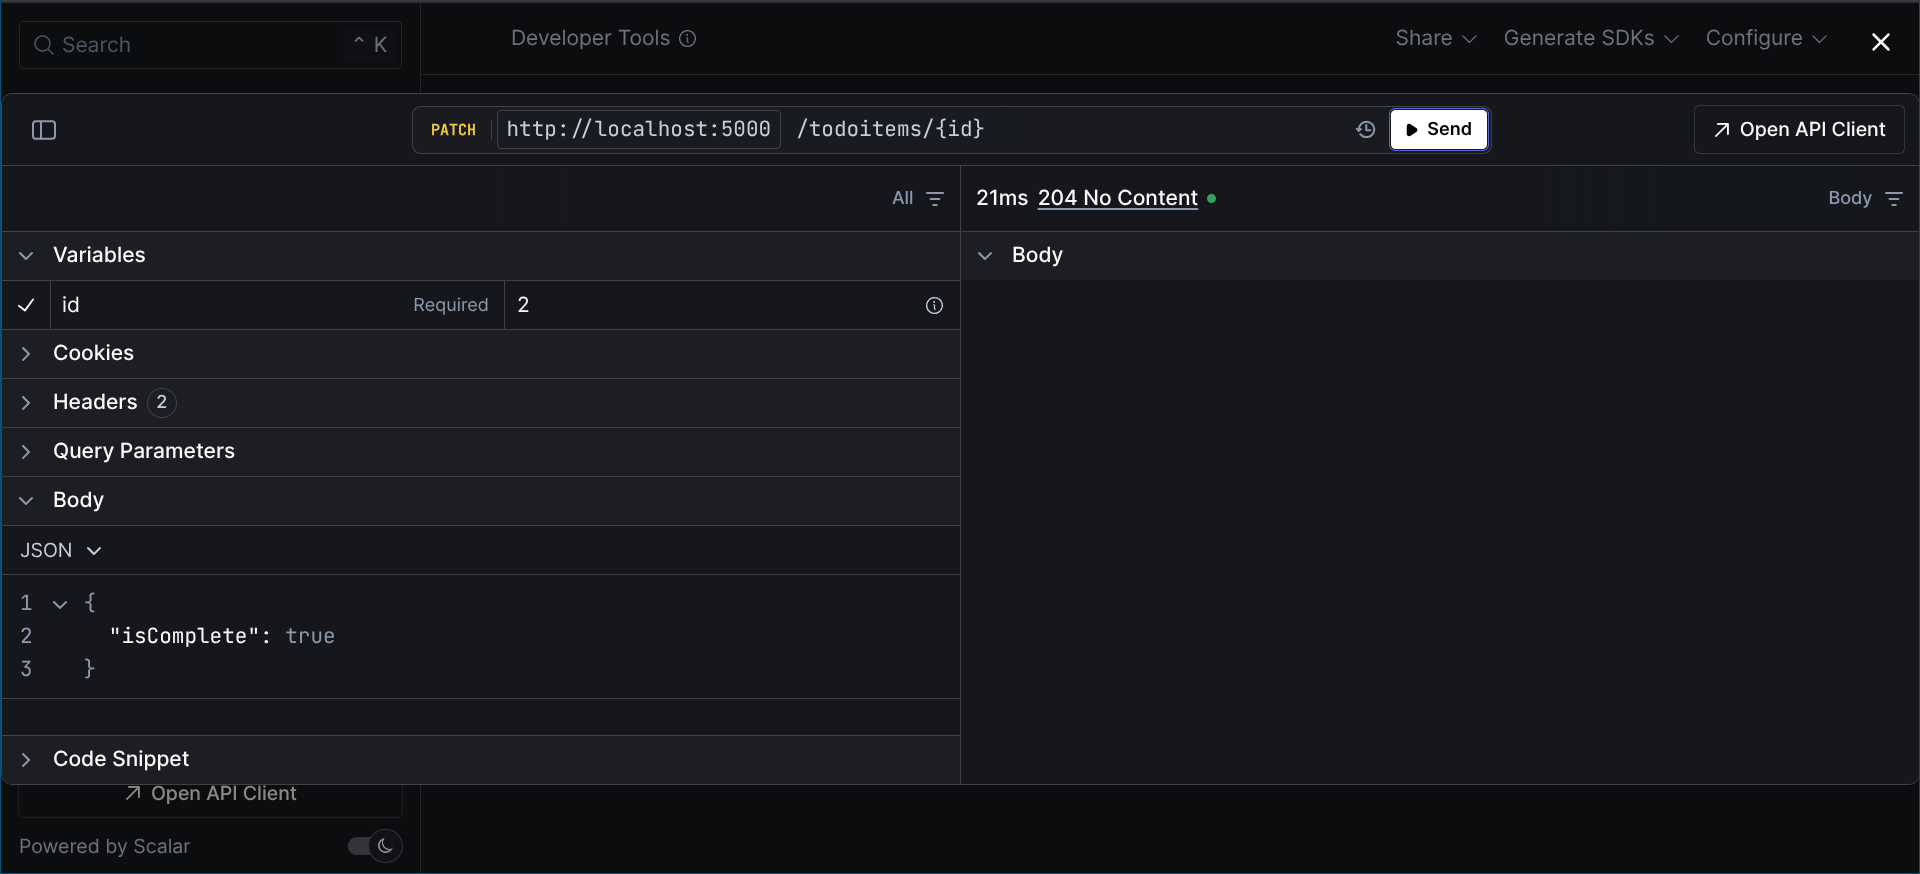 Search
⌃ K
Developer Tools
Share
Generate SDKs
Configure
PATCH
http://localhost:5000
/todoitems/{id}
Send
Open API Client
All
21ms 204 No Content
Body
Variables
Body
id
Required
2
Cookies
Headers 2
Query Parameters
Body
JSON
1 {
2 "isComplete": true
3 }
Code Snippet
Open API Client
Powered by Scalar